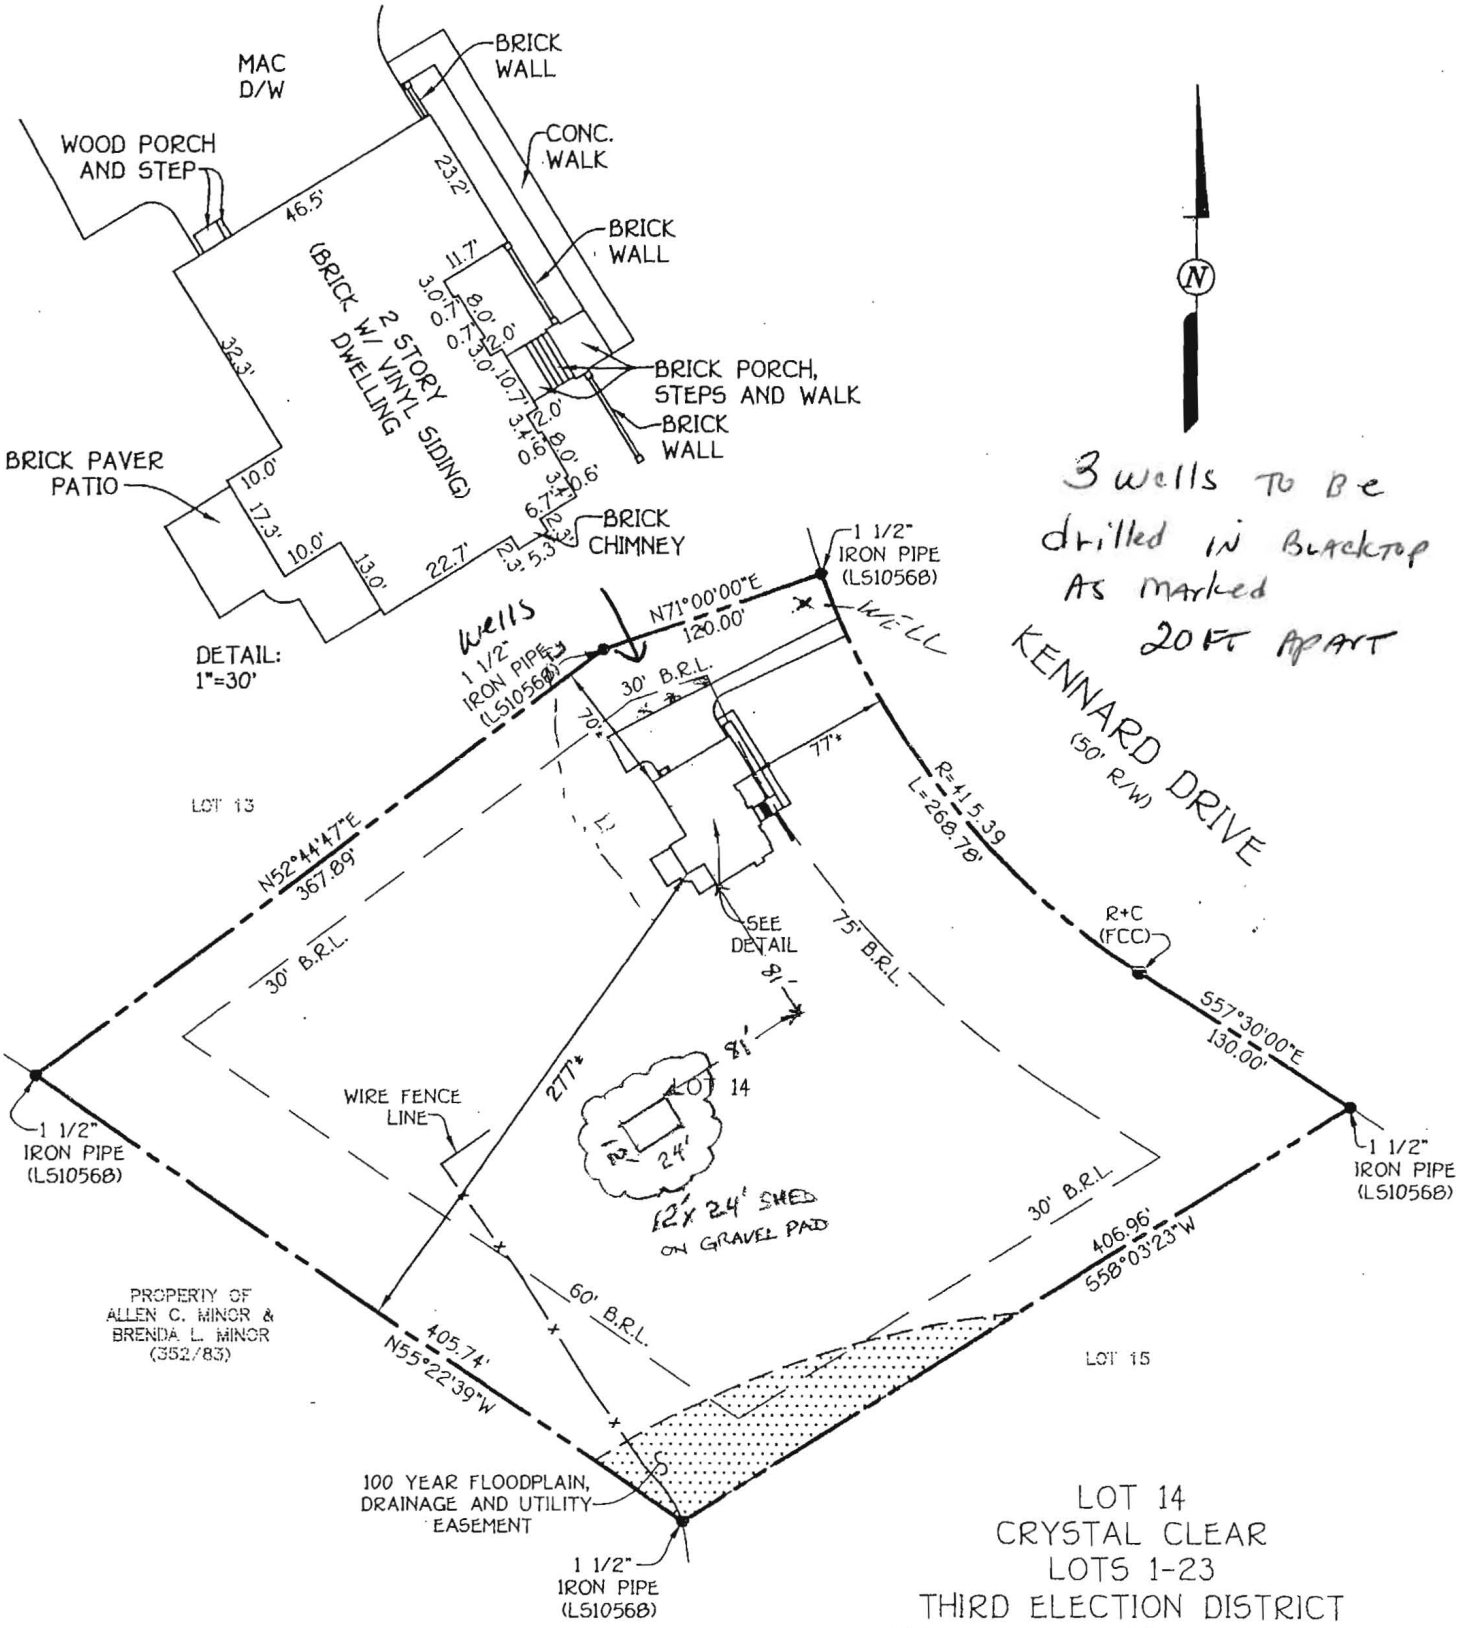 MAC
D/W
BRICK
WALL
WOOD PORCH
AND STEP
CONC.
WALK
46.5'
23.2'
BRICK
WALL
11.7'
3.0'
8.0'
2.0'
3.0'
10.7'
2.0'
3.4'
0.6'
8.0'
3.4'
0.6'
6.7'
2.3'
5.3'
2.3'
2 STORY
(BRICK W/ VINYL SIDING)
DWELLING
32.3'
BRICK PORCH,
STEPS AND WALK
BRICK
WALL
BRICK PAVER
PATIO
10.0'
17.3'
10.0'
13.0'
22.7'
BRICK
CHIMNEY
DETAIL:
1"=30'
N
3 wells To Be
drilled IN BLACKTOP
As marked
20 FT APART
1 1/2"
IRON PIPE
(LS10568)
N71°00'00"E
120.00'
WELL
wells
1 1/2"
IRON PIPE
(LS10568)
30' B.R.L.
70'±
77'±
KENNARD DRIVE
(50' R/W)
R=415.39
L=268.78'
LOT 13
N52°44'47"E
367.89'
30' B.R.L.
SEE
DETAIL
75' B.R.L.
R+C
(FCC)
S57°30'00"E
130.00'
81'
81'
277'±
LOT 14
WIRE FENCE
LINE
12'
24'
12'x 24' SHED
ON GRAVEL PAD
1 1/2"
IRON PIPE
(LS10568)
1 1/2"
IRON PIPE
(LS10568)
30' B.R.L.
406.96'
S58°03'23"W
60' B.R.L.
PROPERTY OF
ALLEN C. MINOR &
BRENDA L. MINOR
(352/83)
405.74'
N55°22'39"W
LOT 15
100 YEAR FLOODPLAIN,
DRAINAGE AND UTILITY
EASEMENT
1 1/2"
IRON PIPE
(LS10568)
LOT 14
CRYSTAL CLEAR
LOTS 1-23
THIRD ELECTION DISTRICT